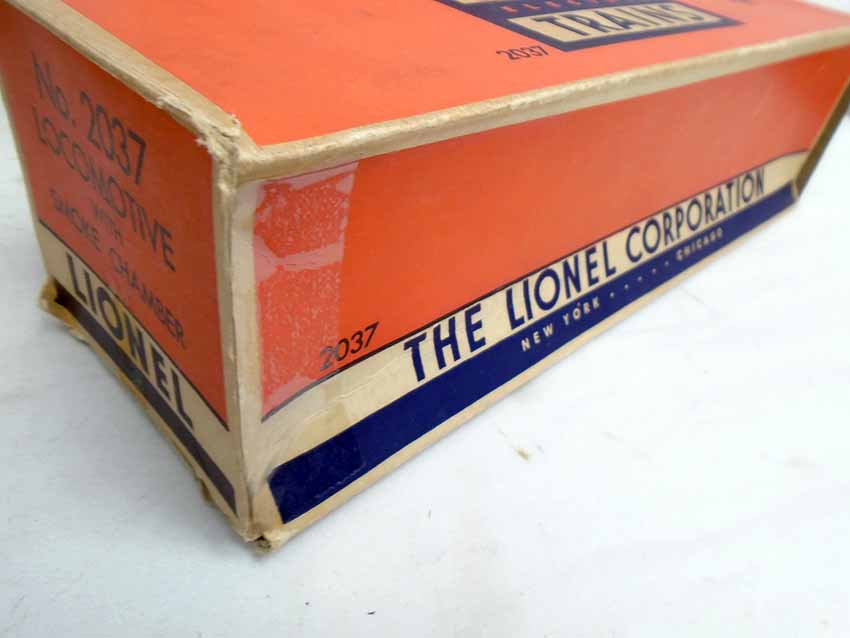 TRAINS
2037
No. 2037
LOCOMOTIVE
WITH
SMOKE CHAMBER
LIONEL
2037
THE LIONEL CORPORATION
NEW YORK · · · · · CHICAGO